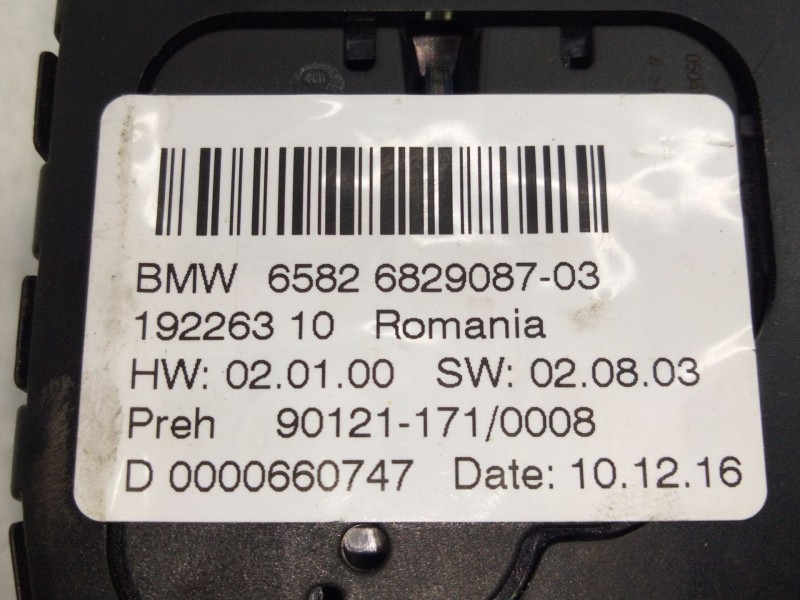 BMW 6582 6829087-03
192263 10 Romania
HW: 02.01.00 SW: 02.08.03
Preh 90121-171/0008
D 0000660747 Date: 10.12.16